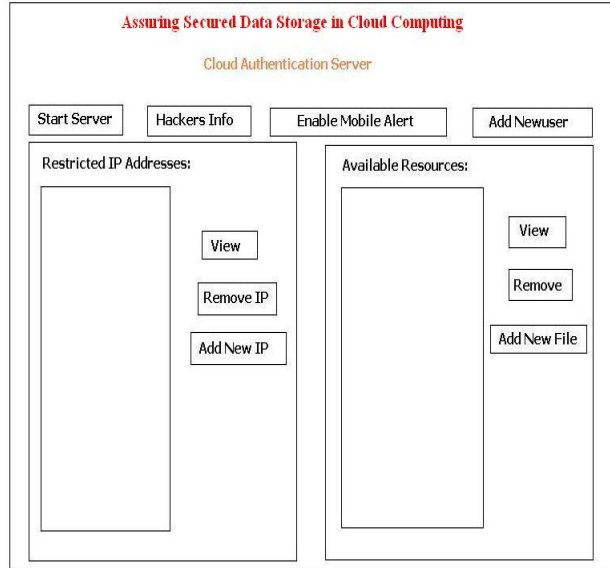 Assuring Secured Data Storage in Cloud Computing
Cloud Authentication Server
Start Server
Hackers Info
Enable Mobile Alert
Add Newuser
Restricted IP Addresses:
View
Remove IP
Add New IP
Available Resources:
View
Remove
Add New File